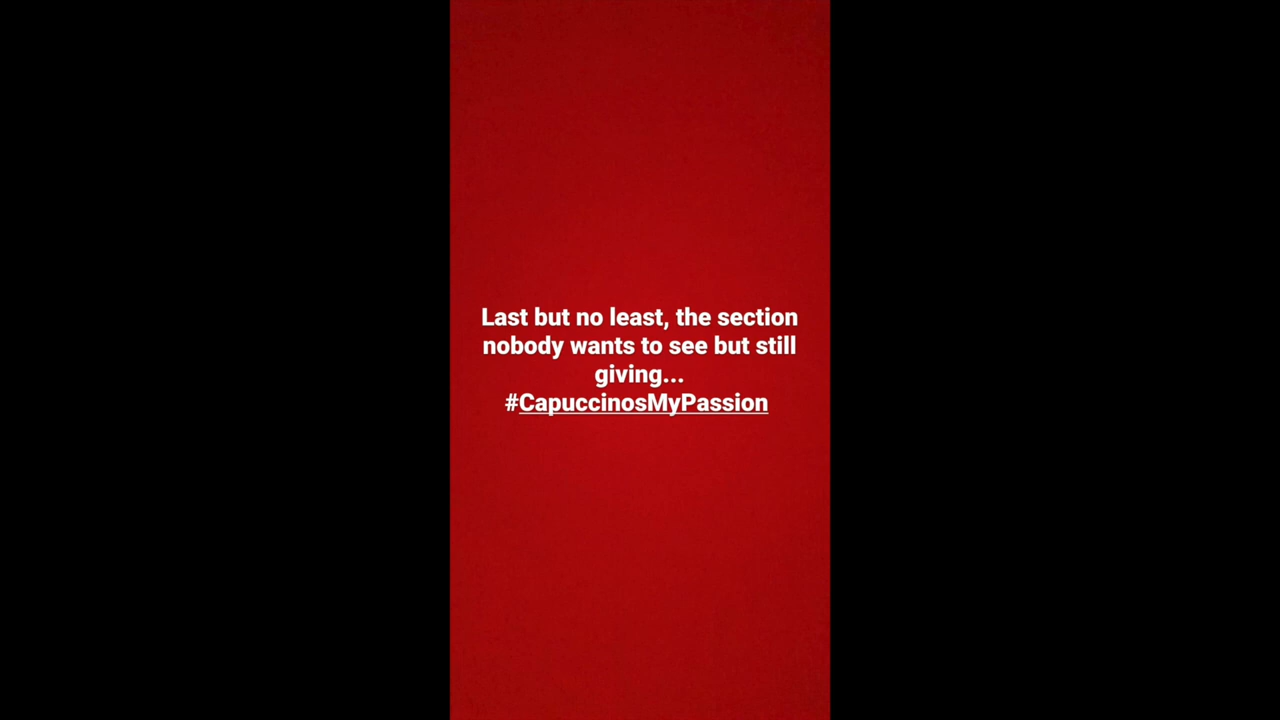 Last but no least, the section
nobody wants to see but still
giving...
#CapuccinosMyPassion